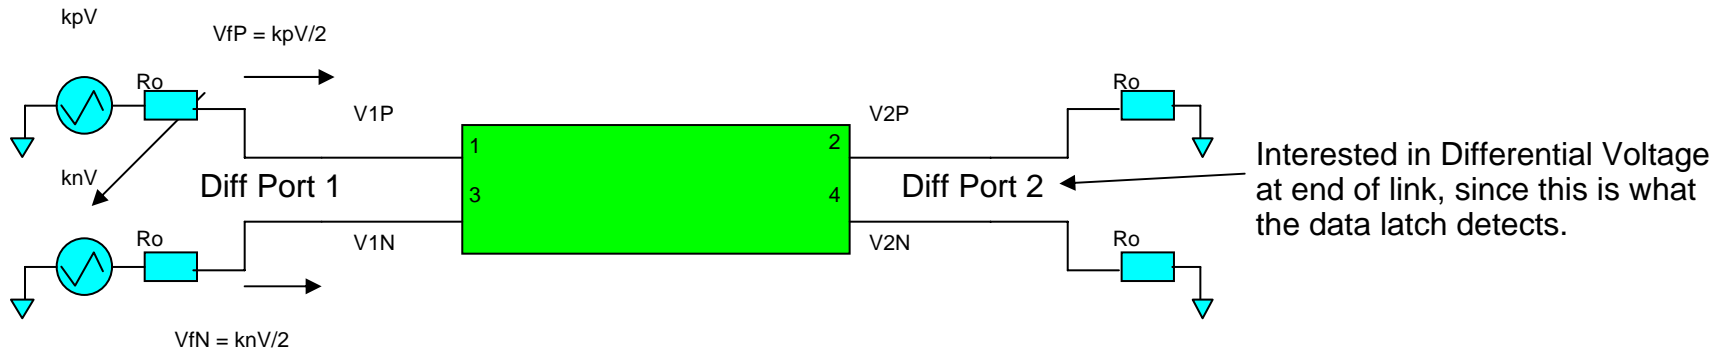 kpV
VfP = kpV/2
Ro
Ro
V1P
V2P
1
2
Interested in Differential Voltage
at end of link, since this is what
the data latch detects.
knV
Diff Port 1
3
4
Diff Port 2
Ro
V1N
V2N
Ro
VfN = knV/2